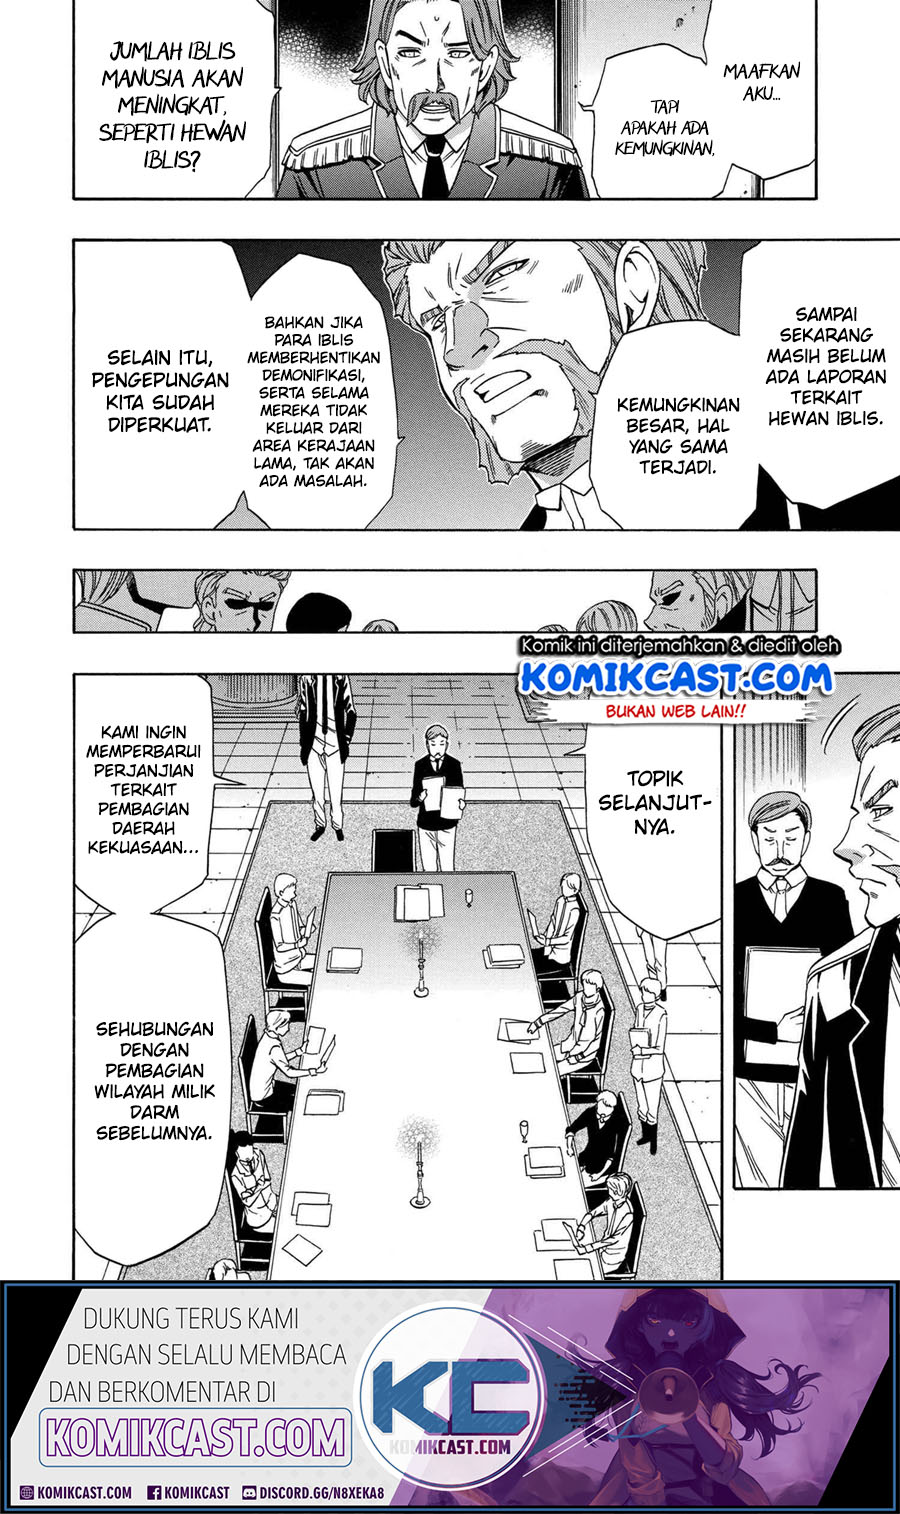 MAAFKAN
AKU...
TAPI
APAKAH ADA
KEMUNGKINAN,
JUMLAH IBLIS
MANUSIA AKAN
MENINGKAT,
SEPERTI HEWAN
IBLIS?
SAMPAI
SEKARANG
MASIH BELUM
ADA LAPORAN
TERKAIT
HEWAN IBLIS.
KEMUNGKINAN
BESAR, HAL
YANG SAMA
TERJADI.
BAHKAN JIKA
PARA IBLIS
MEMBERHENTIKAN
DEMONIFIKASI,
SERTA SELAMA
MEREKA TIDAK
KELUAR DARI
AREA KERAJAAN
LAMA, TAK AKAN
ADA MASALAH.
SELAIN ITU,
PENGEPUNGAN
KITA SUDAH
DIPERKUAT.
Komik ini diterjemahkan & diedit oleh
KOMIKCAST.COM
BUKAN WEB LAIN!!
TOPIK
SELANJUT-
NYA.
KAMI INGIN
MEMPERBARUI
PERJANJIAN
TERKAIT
PEMBAGIAN
DAERAH
KEKUASAAN...
SEHUBUNGAN
DENGAN
PEMBAGIAN
WILAYAH MILIK
DARM
SEBELUMNYA.
DUKUNG TERUS KAMI
DENGAN SELALU MEMBACA
DAN BERKOMENTAR DI
KOMIKCAST.COM
KOMIKCAST.COM KOMIKCAST DISCORD.GG/N8XEKA8
KC
KOMIKCAST.COM